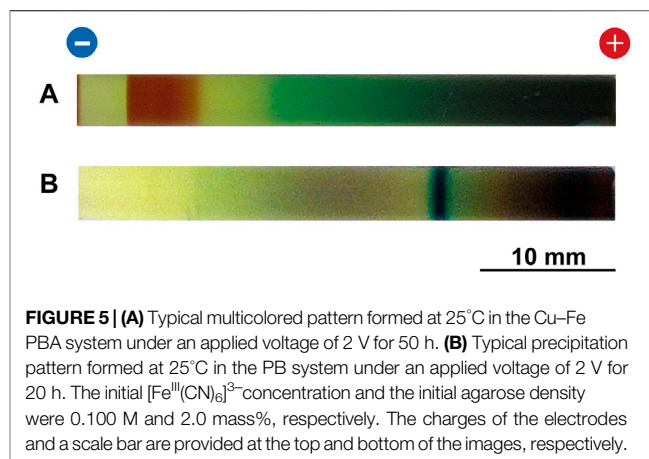 − +
A
B
10 mm
FIGURE 5 | (A) Typical multicolored pattern formed at 25°C in the Cu–Fe
PBA system under an applied voltage of 2 V for 50 h. (B) Typical precipitation
pattern formed at 25°C in the PB system under an applied voltage of 2 V for
20 h. The initial [Feᴵᴵᴵ(CN)₆]³⁻concentration and the initial agarose density
were 0.100 M and 2.0 mass%, respectively. The charges of the electrodes
and a scale bar are provided at the top and bottom of the images, respectively.